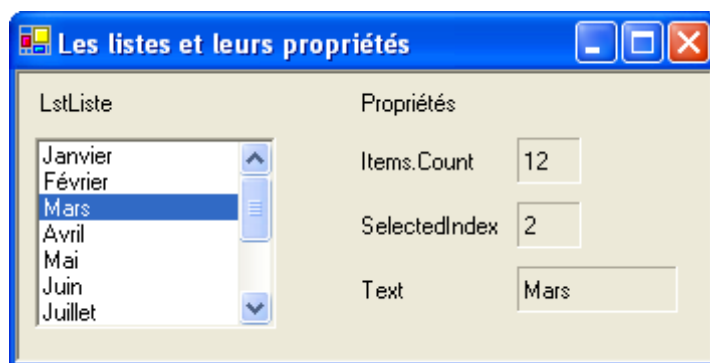 Les listes et leurs propriétés
LstListe
Propriétés
Janvier
Février
Mars
Avril
Mai
Juin
Juillet
Items.Count 12
SelectedIndex 2
Text Mars